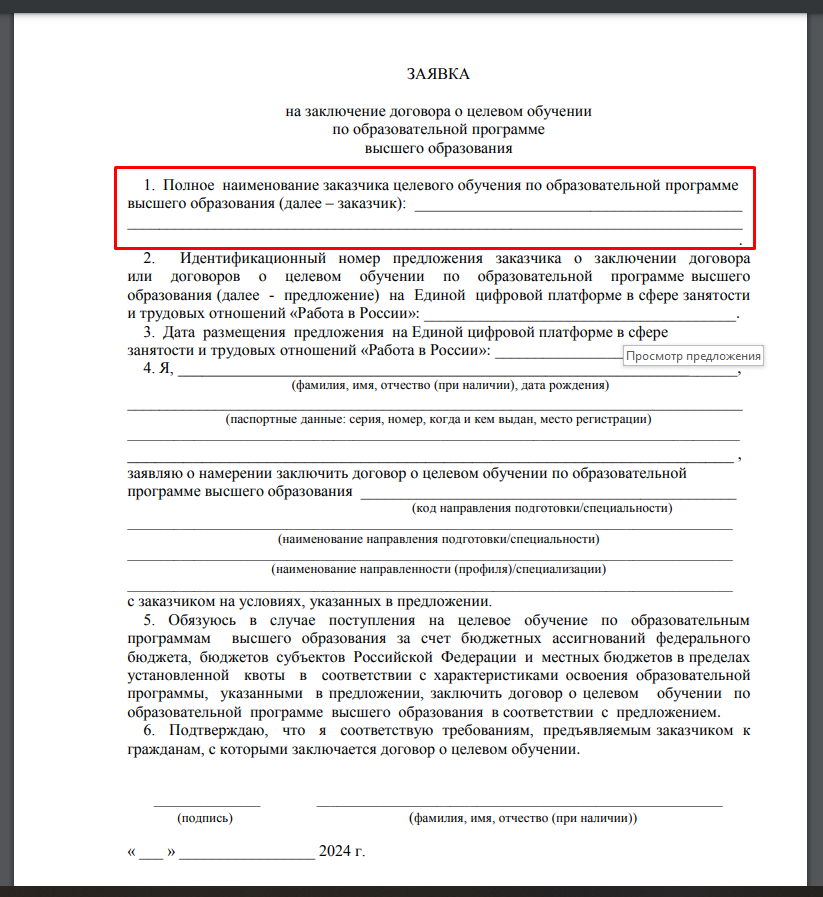 ЗАЯВКА
на заключение договора о целевом обучении
по образовательной программе
высшего образования
1. Полное наименование заказчика целевого обучения по образовательной программе
высшего образования (далее – заказчик): ___
.
2. Идентификационный номер предложения заказчика о заключении договора
или договоров о целевом обучении по образовательной программе высшего
образования (далее - предложение) на Единой цифровой платформе в сфере занятости
и трудовых отношений «Работа в России»: ___.
3. Дата размещения предложения на Единой цифровой платформе в сфере
занятости и трудовых отношений «Работа в России»: ___
Просмотр предложения
4. Я, ___,
(фамилия, имя, отчество (при наличии), дата рождения)
(паспортные данные: серия, номер, когда и кем выдан, место регистрации)
___ ,
заявляю о намерении заключить договор о целевом обучении по образовательной
программе высшего образования ___
(код направления подготовки/специальности)
(наименование направления подготовки/специальности)
(наименование направленности (профиля)/специализации)
с заказчиком на условиях, указанных в предложении.
5. Обязуюсь в случае поступления на целевое обучение по образовательным
программам высшего образования за счет бюджетных ассигнований федерального
бюджета, бюджетов субъектов Российской Федерации и местных бюджетов в пределах
установленной квоты в соответствии с характеристиками освоения образовательной
программы, указанными в предложении, заключить договор о целевом обучении по
образовательной программе высшего образования в соответствии с предложением.
6. Подтверждаю, что я соответствую требованиям, предъявляемым заказчиком к
гражданам, с которыми заключается договор о целевом обучении.
(подпись) (фамилия, имя, отчество (при наличии))
« ___ » ___ 2024 г.